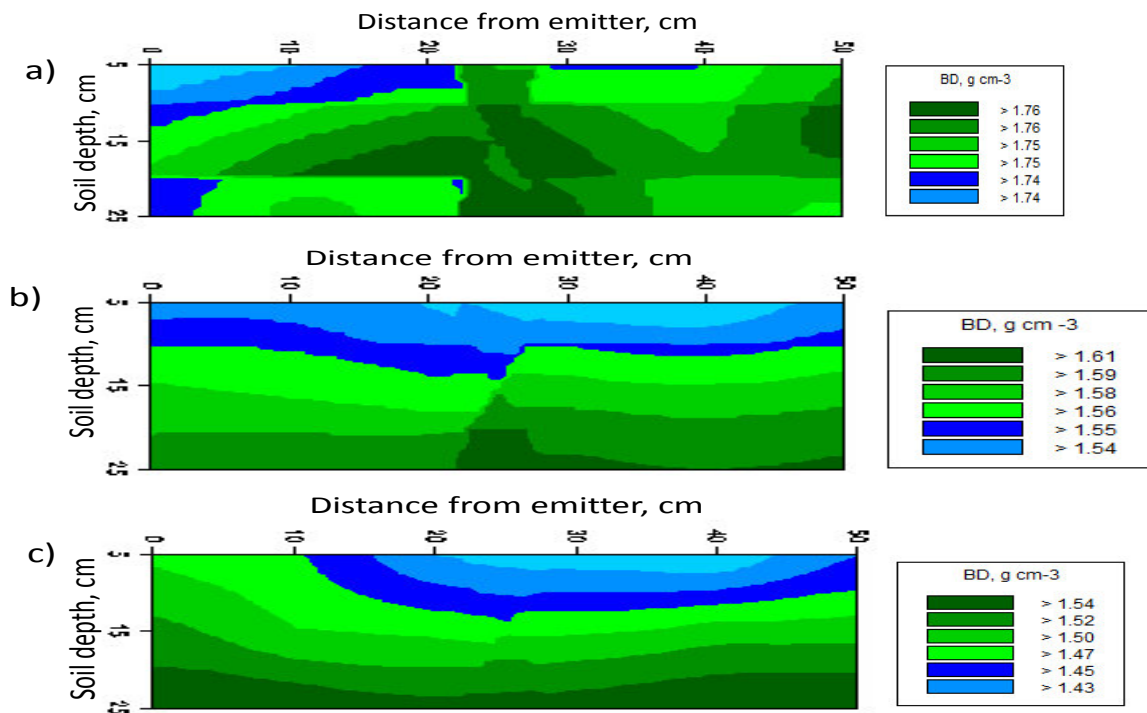 Distance from emitter, cm
0 10 20 30 40 50
a)
Soil depth, cm
5
15
25
BD, g cm-3
> 1.76
> 1.76
> 1.75
> 1.75
> 1.74
> 1.74
Distance from emitter, cm
0 10 20 30 40 50
b)
Soil depth, cm
5
15
25
BD, g cm -3
> 1.61
> 1.59
> 1.58
> 1.56
> 1.55
> 1.54
Distance from emitter, cm
0 10 20 30 40 50
c)
Soil depth, cm
5
15
25
BD, g cm-3
> 1.54
> 1.52
> 1.50
> 1.47
> 1.45
> 1.43